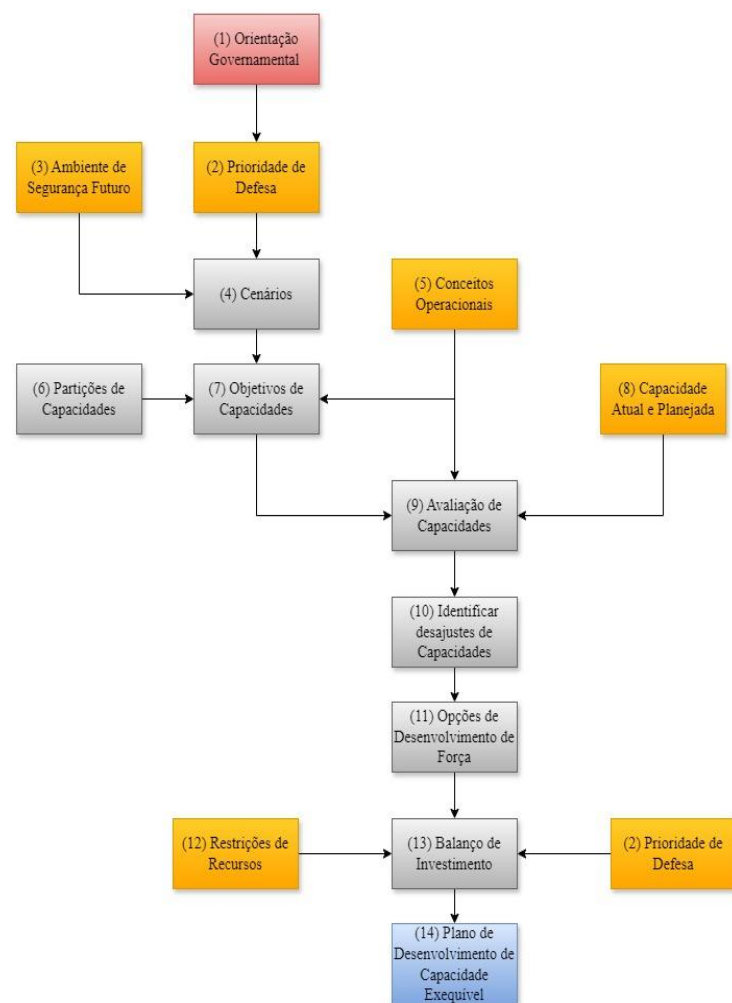 (1) Orientação
Governamental
(3) Ambiente de
Segurança Futuro
(2) Prioridade de
Defesa
(4) Cenários
(5) Conceitos
Operacionais
(6) Partições de
Capacidades
(7) Objetivos de
Capacidades
(8) Capacidade
Atual e Planejada
(9) Avaliação de
Capacidades
(10) Identificar
desajustes de
Capacidades
(11) Opções de
Desenvolvimento de
Força
(12) Restrições de
Recursos
(13) Balanço de
Investimento
(2) Prioridade de
Defesa
(14) Plano de
Desenvolvimento de
Capacidade
Exequível